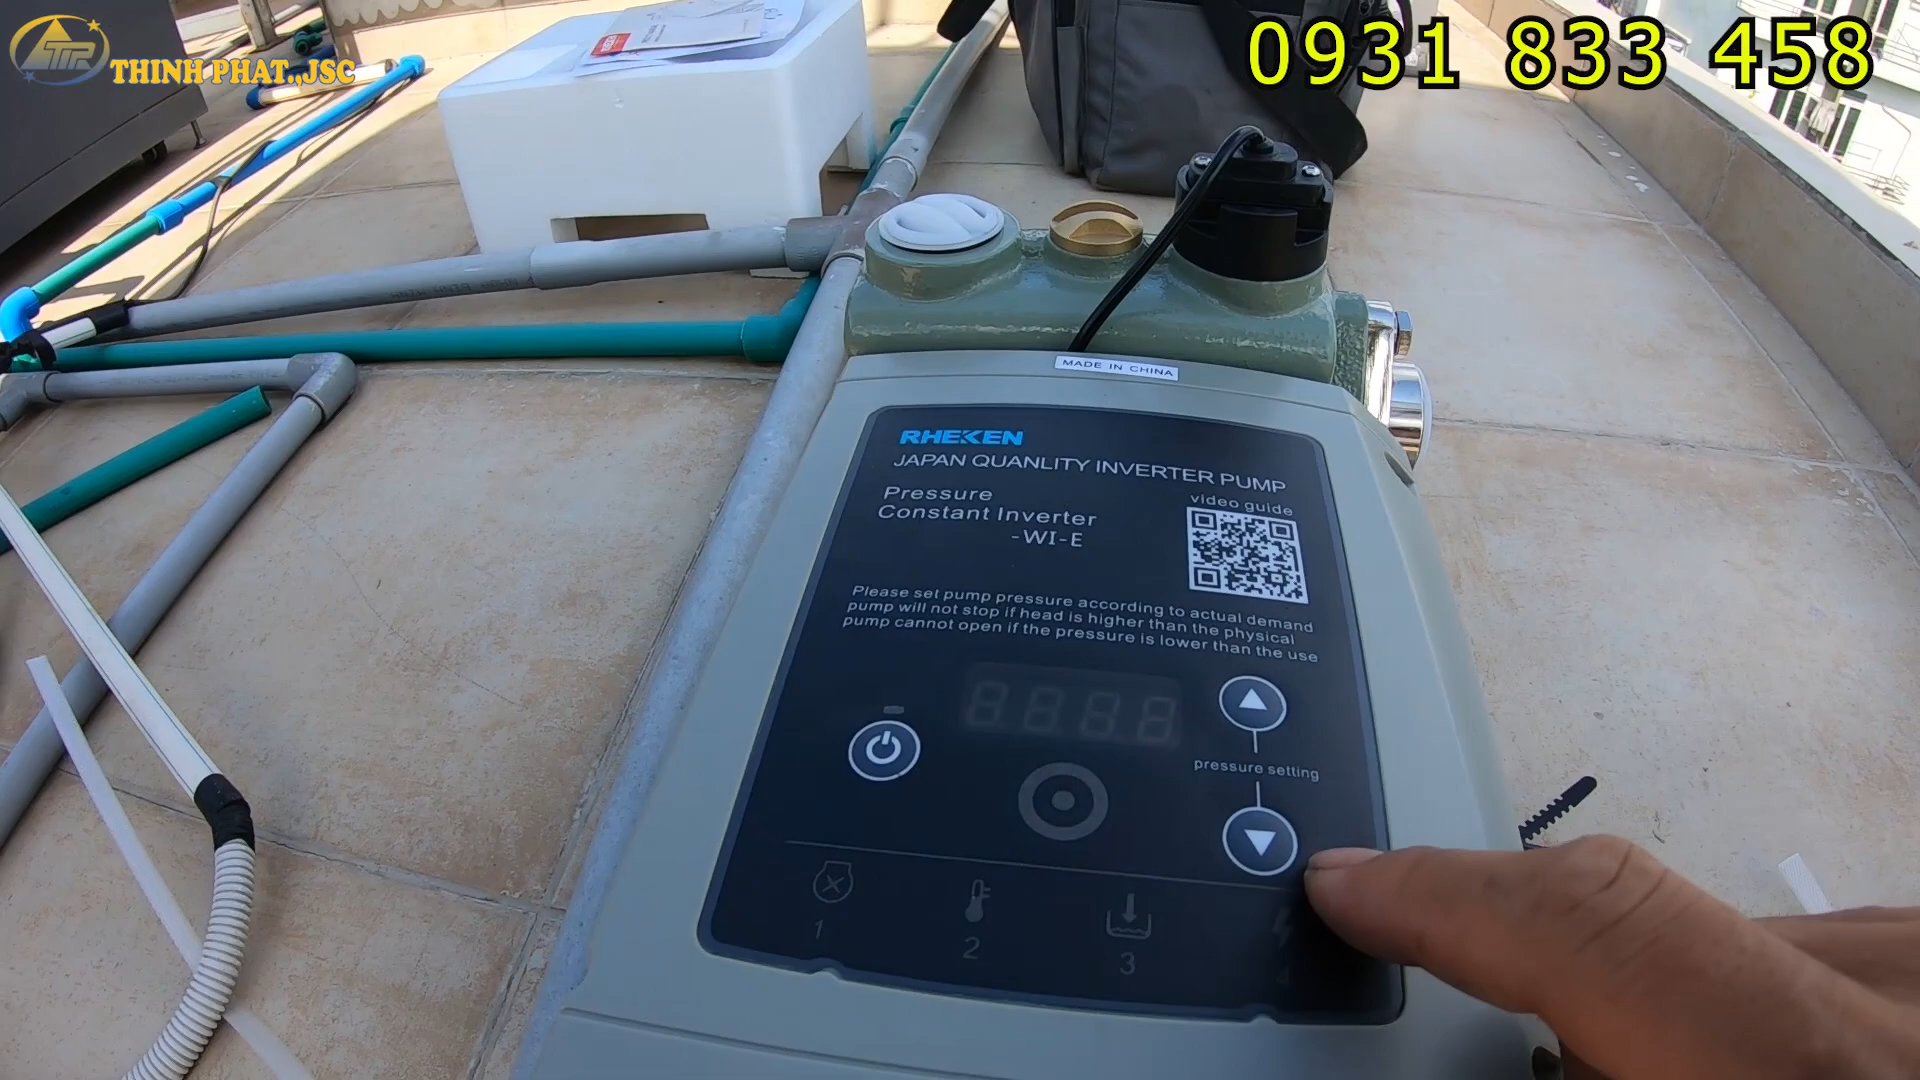 THINH PHAT.,JSC
0931 833 458
MADE IN CHINA
RHEKEN
JAPAN QUANLITY INVERTER PUMP
Pressure
Constant Inverter
-WI-E
video guide
Please set pump pressure according to actual demand
pump will not stop if head is higher than the physical
pump cannot open if the pressure is lower than the use
8888
pressure setting
1
2
3